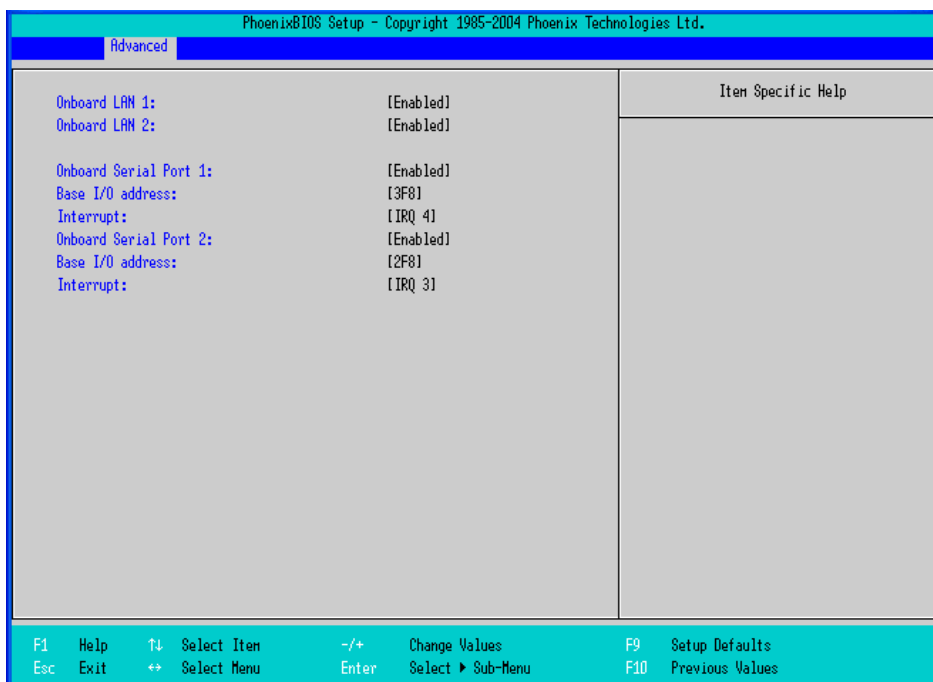 PhoenixBIOS Setup - Copyright 1985-2004 Phoenix Technologies Ltd.
Advanced
Item Specific Help
Onboard LAN 1: [Enabled]
Onboard LAN 2: [Enabled]
Onboard Serial Port 1: [Enabled]
Base I/O address: [3F8]
Interrupt: [IRQ 4]
Onboard Serial Port 2: [Enabled]
Base I/O address: [2F8]
Interrupt: [IRQ 3]
F1 Help ↑↓ Select Item -/+ Change Values F9 Setup Defaults
Esc Exit ↔ Select Menu Enter Select ▶ Sub-Menu F10 Previous Values